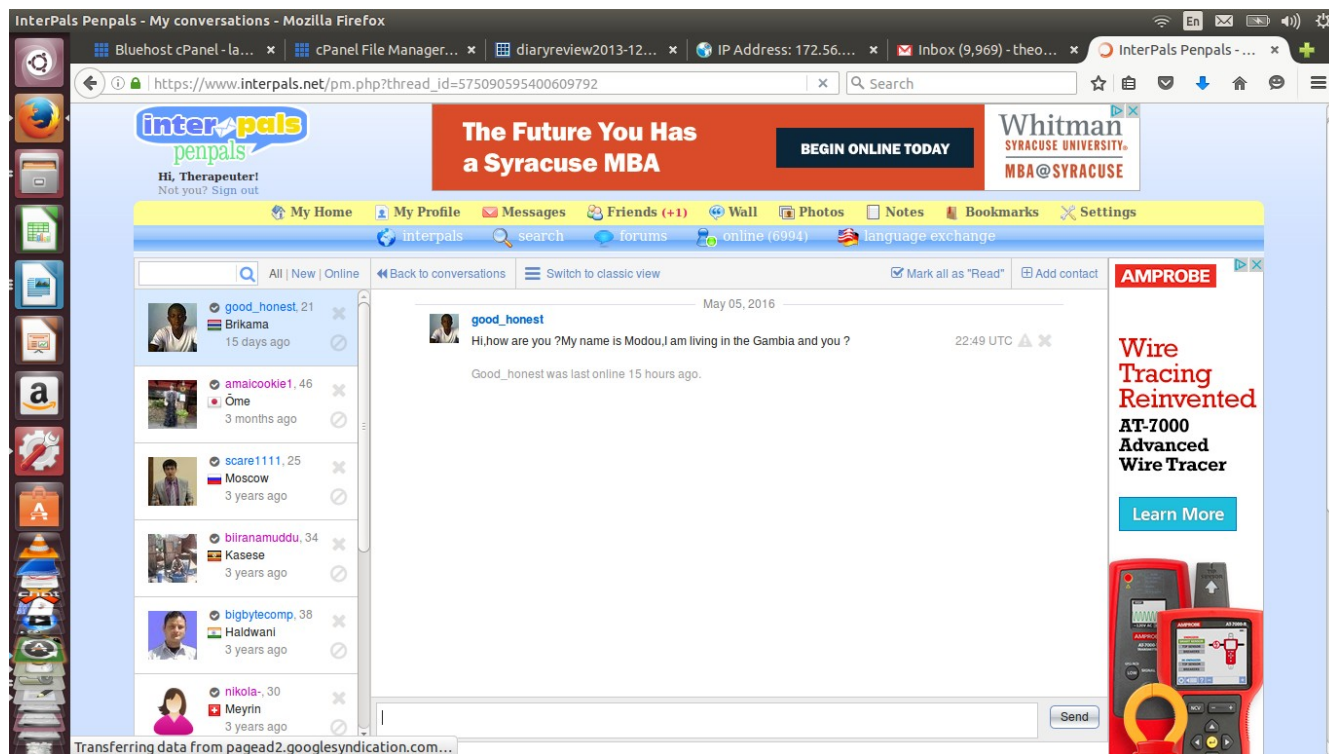 InterPals Penpals - My conversations - Mozilla Firefox
En
Bluehost cPanel - la...
cPanel File Manager...
diaryreview2013-12...
IP Address: 172.56....
Inbox (9,969) - theo...
InterPals Penpals - ...
https://www.interpals.net/pm.php?thread_id=575090595400609792
Search
inter pals
penpals
Hi, Therapeuter!
Not you? Sign out
The Future You Has
a Syracuse MBA
BEGIN ONLINE TODAY
Whitman
SYRACUSE UNIVERSITY.
MBA@SYRACUSE
My Home
My Profile
Messages
Friends (+1)
Wall
Photos
Notes
Bookmarks
Settings
interpals
search
forums
online (6994)
language exchange
All | New | Online
Back to conversations
Switch to classic view
Mark all as "Read"
Add contact
good_honest, 21
Brikama
15 days ago
amaicookie1, 46
Ōme
3 months ago
scare1111, 25
Moscow
3 years ago
biiranamuddu, 34
Kasese
3 years ago
bigbytecomp, 38
Haldwani
3 years ago
nikola-, 30
Meyrin
3 years ago
May 05, 2016
good_honest
Hi,how are you ?My name is Modou,I am living in the Gambia and you ?
22:49 UTC
Good_honest was last online 15 hours ago.
Send
AMPROBE
Wire
Tracing
Reinvented
AT-7000
Advanced
Wire Tracer
Learn More
Transferring data from pagead2.googlesyndication.com...